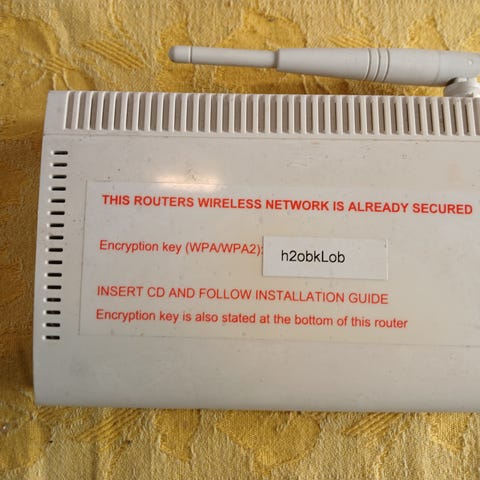 THIS ROUTERS WIRELESS NETWORK IS ALREADY SECURED
Encryption key (WPA/WPA2): h2obkLob
INSERT CD AND FOLLOW INSTALLATION GUIDE
Encryption key is also stated at the bottom of this router